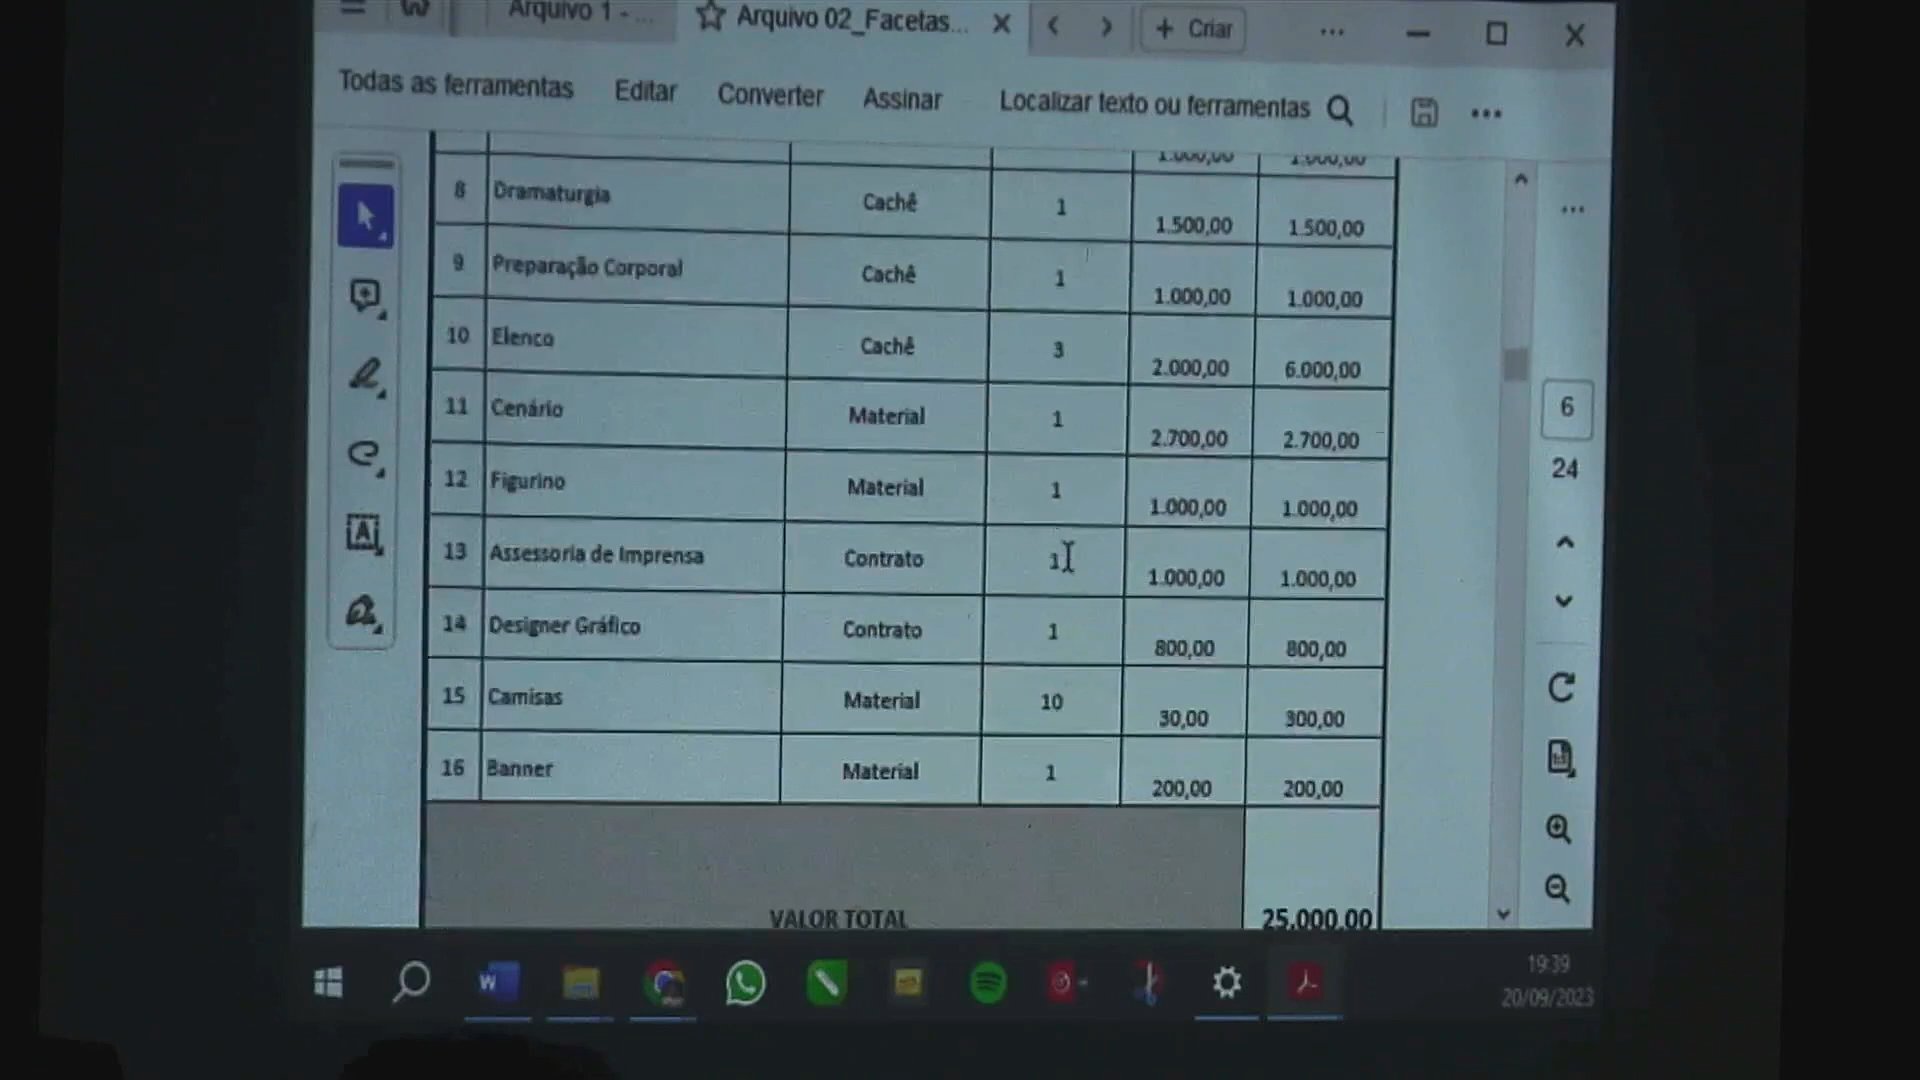 Arquivo 1 - ...
Arquivo 02_Facetas...
Criar
Todas as ferramentas Editar Converter Assinar Localizar texto ou ferramentas
1.000,00 1.000,00
8 Dramaturgia Cachê 1 1.500,00 1.500,00
9 Preparação Corporal Cachê 1 1.000,00 1.000,00
10 Elenco Cachê 3 2.000,00 6.000,00
11 Cenário Material 1 2.700,00 2.700,00
12 Figurino Material 1 1.000,00 1.000,00
13 Assessoria de Imprensa Contrato 1 1.000,00 1.000,00
14 Designer Gráfico Contrato 1 800,00 800,00
15 Camisas Material 10 30,00 300,00
16 Banner Material 1 200,00 200,00
VALOR TOTAL 25.000,00
6
24
19:39
20/09/2023